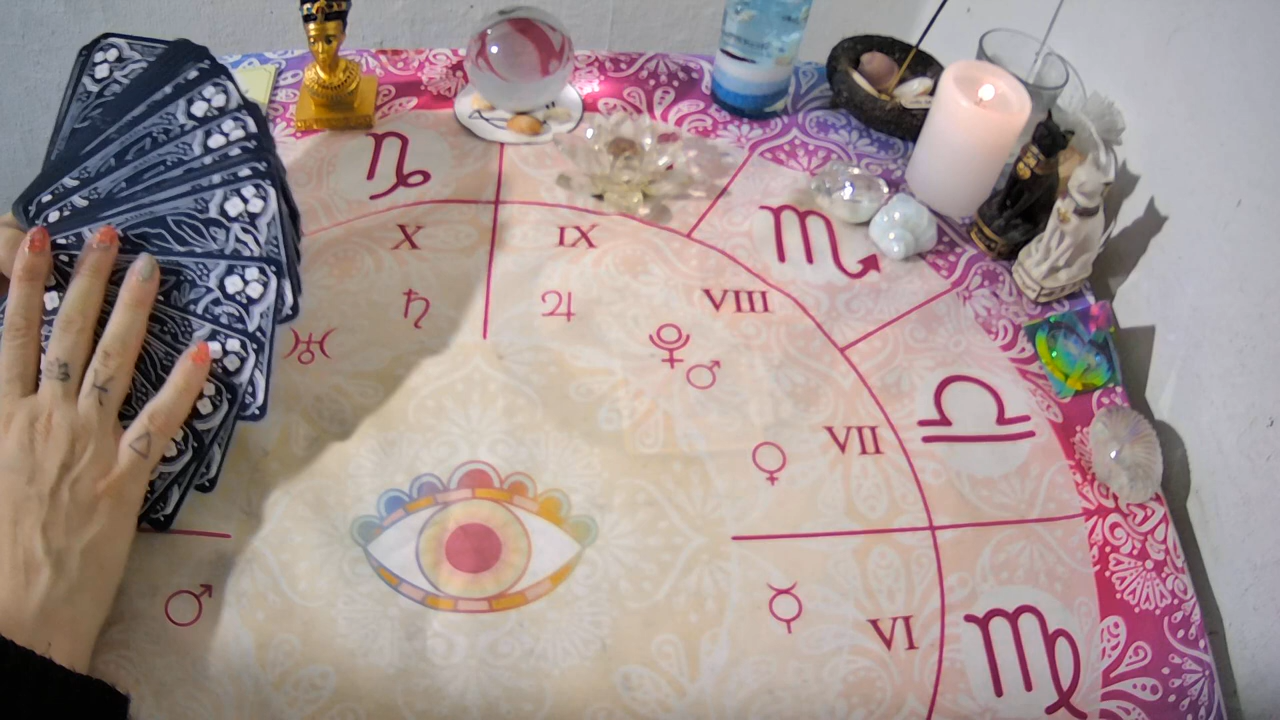 ♑
X IX
♏
VIII
♄ ♃
♅
♇
♂
♎
VII
♀
♂
☿
VI
♍